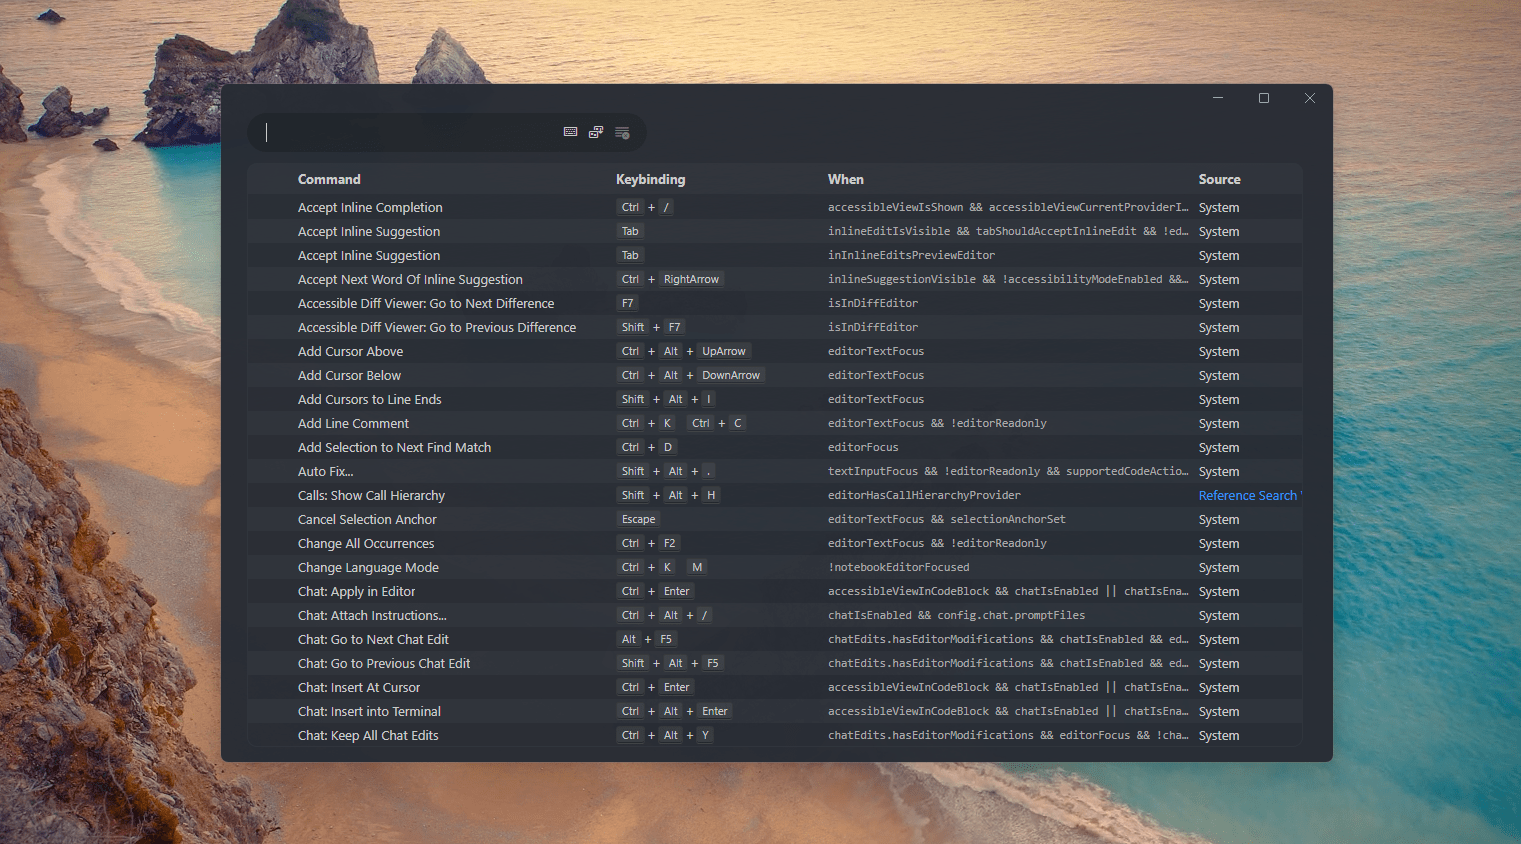 Command Keybinding When Source
Accept Inline Completion Ctrl + / accessibleViewIsShown && accessibleViewCurrentProviderI… System
Accept Inline Suggestion Tab inlineEditIsVisible && tabShouldAcceptInlineEdit && !ed… System
Accept Inline Suggestion Tab inInlineEditsPreviewEditor System
Accept Next Word Of Inline Suggestion Ctrl + RightArrow inlineSuggestionVisible && !accessibilityModeEnabled &&… System
Accessible Diff Viewer: Go to Next Difference F7 isInDiffEditor System
Accessible Diff Viewer: Go to Previous Difference Shift + F7 isInDiffEditor System
Add Cursor Above Ctrl + Alt + UpArrow editorTextFocus System
Add Cursor Below Ctrl + Alt + DownArrow editorTextFocus System
Add Cursors to Line Ends Shift + Alt + I editorTextFocus System
Add Line Comment Ctrl + K Ctrl + C editorTextFocus && !editorReadonly System
Add Selection to Next Find Match Ctrl + D editorFocus System
Auto Fix... Shift + Alt + . textInputFocus && !editorReadonly && supportedCodeActio… System
Calls: Show Call Hierarchy Shift + Alt + H editorHasCallHierarchyProvider Reference Search
Cancel Selection Anchor Escape editorTextFocus && selectionAnchorSet System
Change All Occurrences Ctrl + F2 editorTextFocus && !editorReadonly System
Change Language Mode Ctrl + K M !notebookEditorFocused System
Chat: Apply in Editor Ctrl + Enter accessibleViewInCodeBlock && chatIsEnabled || chatIsEna… System
Chat: Attach Instructions... Ctrl + Alt + / chatIsEnabled && config.chat.promptFiles System
Chat: Go to Next Chat Edit Alt + F5 chatEdits.hasEditorModifications && chatIsEnabled && ed… System
Chat: Go to Previous Chat Edit Shift + Alt + F5 chatEdits.hasEditorModifications && chatIsEnabled && ed… System
Chat: Insert At Cursor Ctrl + Enter accessibleViewInCodeBlock && chatIsEnabled || chatIsEna… System
Chat: Insert into Terminal Ctrl + Alt + Enter accessibleViewInCodeBlock && chatIsEnabled || chatIsEna… System
Chat: Keep All Chat Edits Ctrl + Alt + Y chatEdits.hasEditorModifications && editorFocus && !cha… System